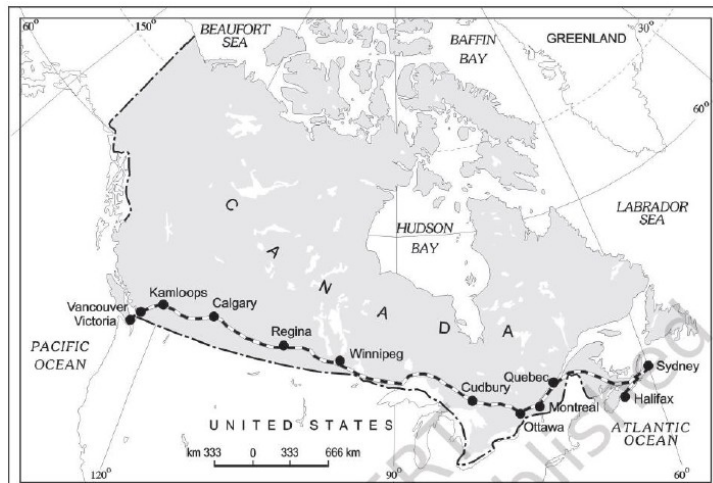 60°
150°
BEAUFORT
SEA
BAFFIN
BAY
GREENLAND
30°
60°
LABRADOR
SEA
HUDSON
BAY
C A N A D A
Vancouver
Victoria
Kamloops
Calgary
Regina
Winnipeg
Cudbury
Quebec
Montreal
Ottawa
Sydney
Halifax
PACIFIC
OCEAN
ATLANTIC
OCEAN
UNITED STATES
km 333 0 333 666 km
120°
90°
60°